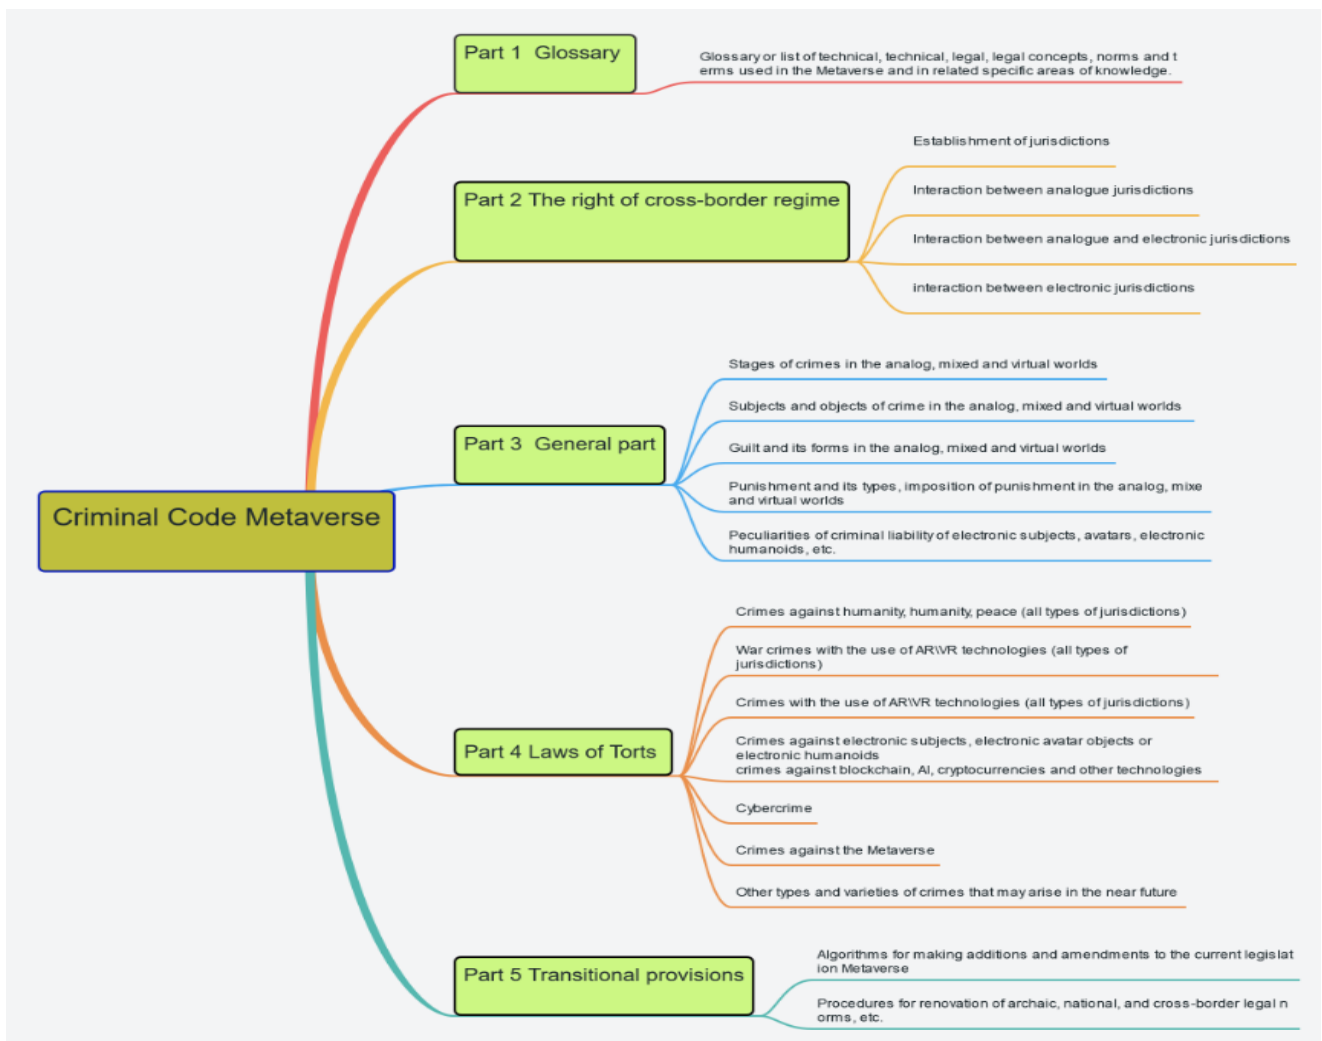 Part 1  Glossary
Glossary or list of technical, technical, legal, legal concepts, norms and t
erms used in the Metaverse and in related specific areas of knowledge.
Part 2 The right of cross-border regime
Establishment of jurisdictions
Interaction between analogue jurisdictions
Interaction between analogue and electronic jurisdictions
interaction between electronic jurisdictions
Criminal Code Metaverse
Part 3  General part
Stages of crimes in the analog, mixed and virtual worlds
Subjects and objects of crime in the analog, mixed and virtual worlds
Guilt and its forms in the analog, mixed and virtual worlds
Punishment and its types, imposition of punishment in the analog, mixe
and virtual worlds
Peculiarities of criminal liability of electronic subjects, avatars, electronic
humanoids, etc.
Part 4 Laws of Torts
Crimes against humanity, humanity, peace (all types of jurisdictions)
War crimes with the use of AR\VR technologies (all types of
jurisdictions)
Crimes with the use of AR\VR technologies (all types of jurisdictions)
Crimes against electronic subjects, electronic avatar objects or
electronic humanoids
crimes against blockchain, AI, cryptocurrencies and other technologies
Cybercrime
Crimes against the Metaverse
Other types and varieties of crimes that may arise in the near future
Part 5 Transitional provisions
Algorithms for making additions and amendments to the current legislat
ion Metaverse
Procedures for renovation of archaic, national, and cross-border legal n
orms, etc.